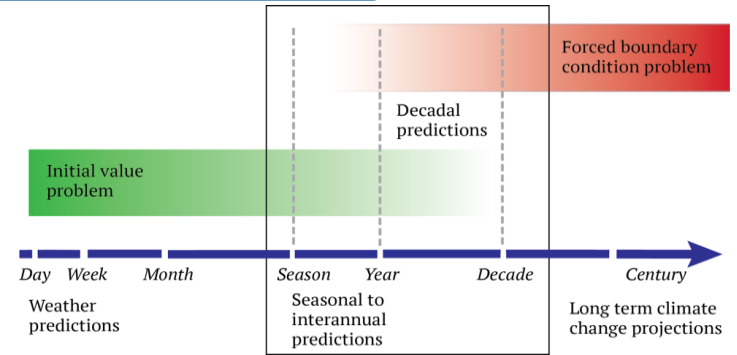 Forced boundary
condition problem
Decadal
predictions
Initial value
problem
Day Week Month Season Year Decade Century
Weather
predictions
Seasonal to
interannual
predictions
Long term climate
change projections